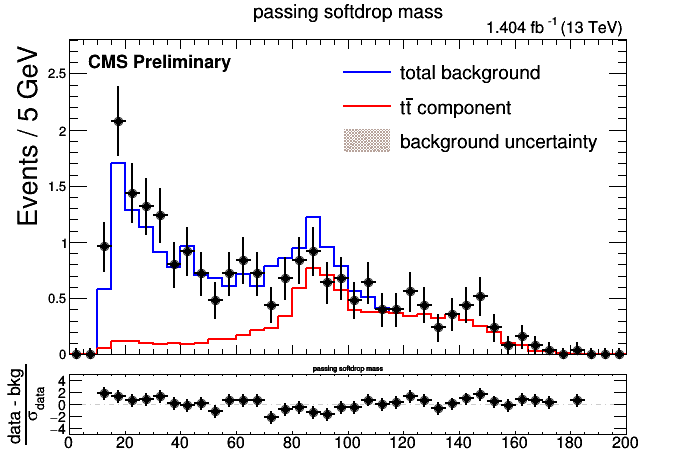 passing softdrop mass
1.404 fb⁻¹ (13 TeV)
CMS Preliminary
total background
tt̄ component
background uncertainty
Events / 5 GeV
2.5
2
1.5
1
0.5
0
passing softdrop mass
data - bkg
σ data
4
2
0
−2
−4
0 20 40 60 80 100 120 140 160 180 200